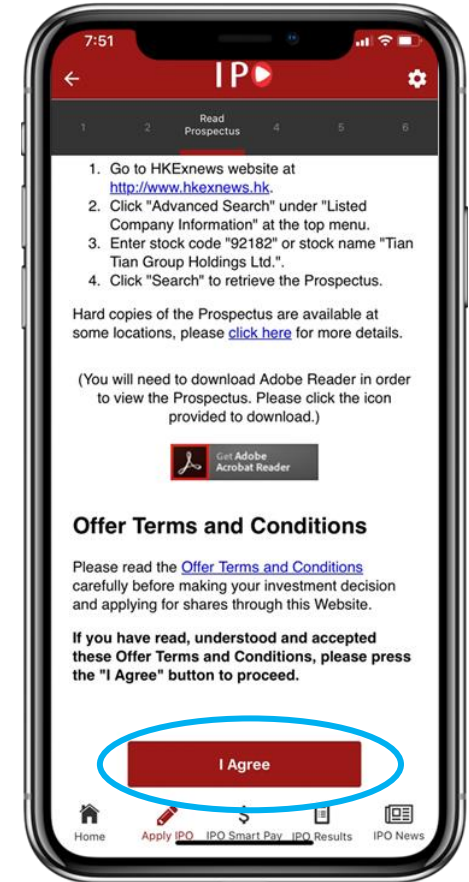 7:51
IPO
1 2 Read Prospectus 4 5 6
1. Go to HKExnews website at
http://www.hkexnews.hk.
2. Click "Advanced Search" under "Listed
Company Information" at the top menu.
3. Enter stock code "92182" or stock name "Tian
Tian Group Holdings Ltd.".
4. Click "Search" to retrieve the Prospectus.
Hard copies of the Prospectus are available at
some locations, please click here for more details.
(You will need to download Adobe Reader in order
to view the Prospectus. Please click the icon
provided to download.)
Get Adobe
Acrobat Reader
Offer Terms and Conditions
Please read the Offer Terms and Conditions
carefully before making your investment decision
and applying for shares through this Website.
If you have read, understood and accepted
these Offer Terms and Conditions, please press
the "I Agree" button to proceed.
I Agree
Home Apply IPO IPO Smart Pay IPO Results IPO News